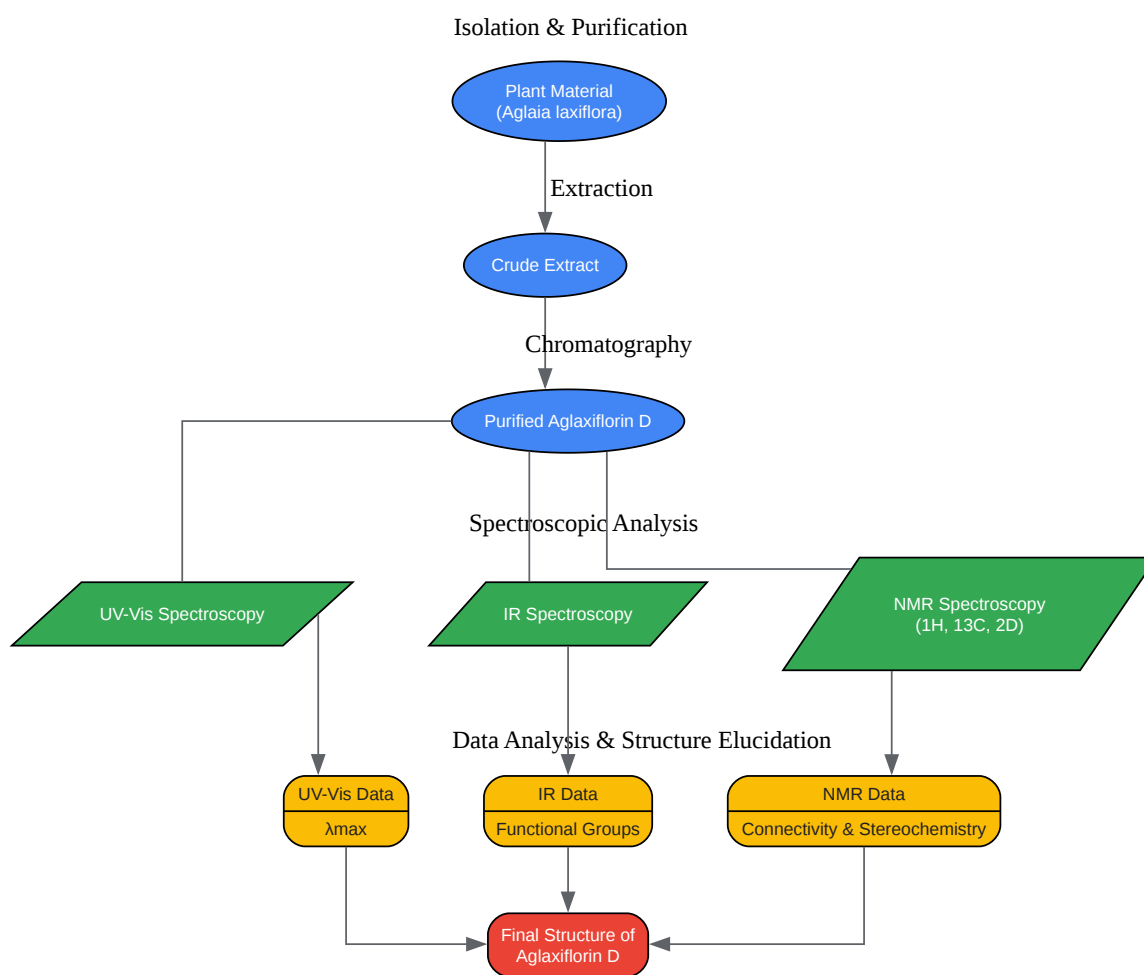 Isolation & Purification
Plant Material
(Aglaia laxiflora)
Extraction
Crude Extract
Chromatography
Purified Aglaxiflorin D
Spectroscopic Analysis
UV-Vis Spectroscopy
IR Spectroscopy
NMR Spectroscopy
(1H, 13C, 2D)
Data Analysis & Structure Elucidation
UV-Vis Data
λmax
IR Data
Functional Groups
NMR Data
Connectivity & Stereochemistry
Final Structure of
Aglaxiflorin D